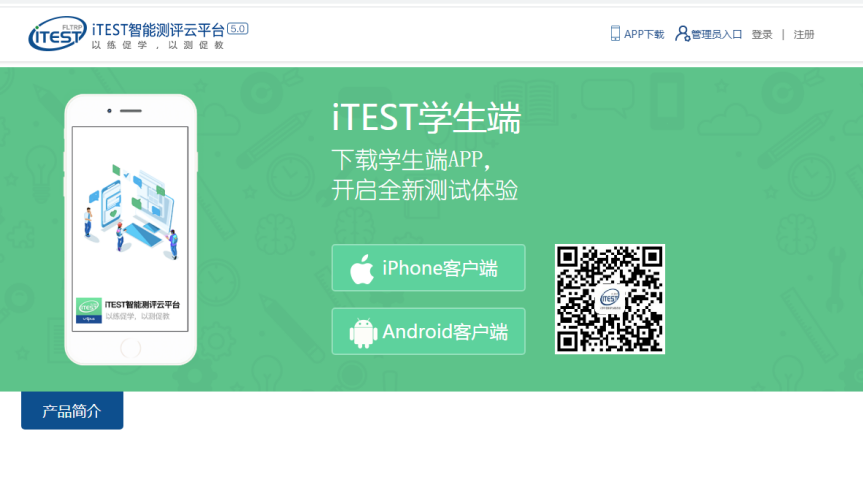 FLTRP
iTEST
iTEST智能测评云平台 5.0
以练促学，以测促教
APP下载
管理员入口
登录 | 注册
iTEST学生端
下载学生端APP，
开启全新测试体验
iPhone客户端
Android客户端
iTEST
iTEST智能测评云平台
以练促学，以测促教
iTEST
产品简介